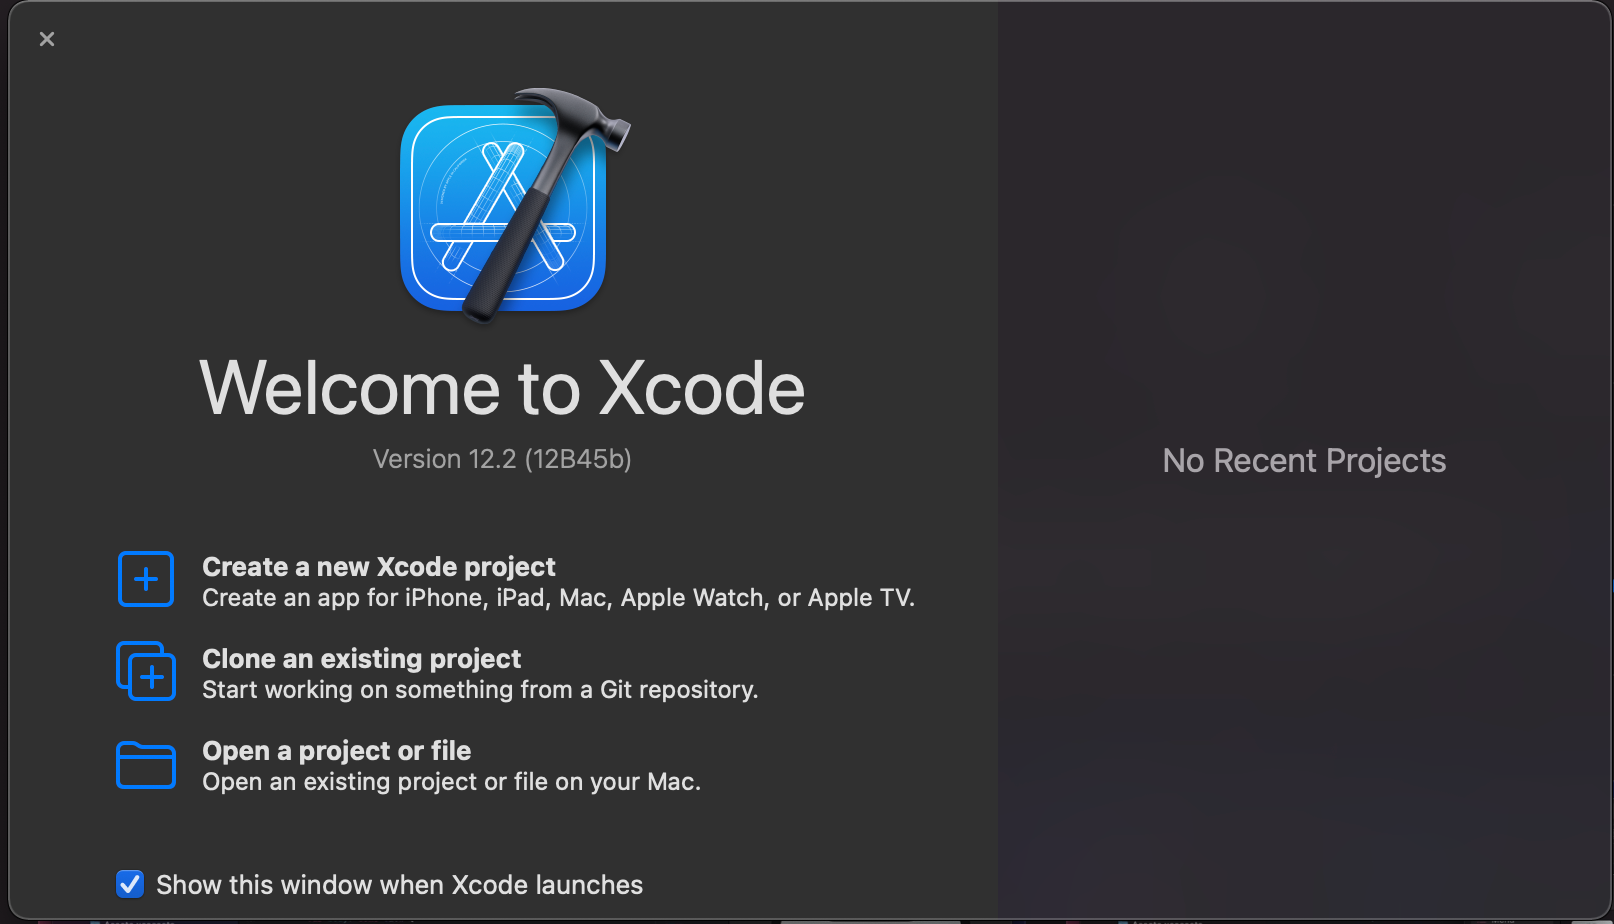 Welcome to Xcode
Version 12.2 (12B45b)
Create a new Xcode project
Create an app for iPhone, iPad, Mac, Apple Watch, or Apple TV.
Clone an existing project
Start working on something from a Git repository.
Open a project or file
Open an existing project or file on your Mac.
Show this window when Xcode launches
No Recent Projects